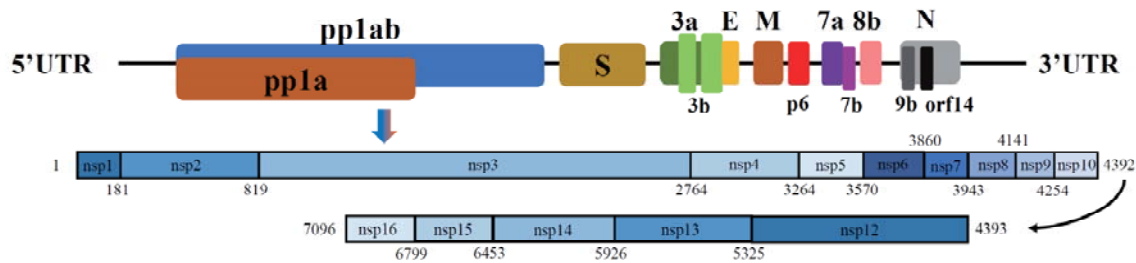 pp1ab 3a E M 7a 8b N
5’UTR pp1a S 3’UTR
3b p6 7b 9b orf14
3860 4141
1 nsp1 nsp2 nsp3 nsp4 nsp5 nsp6 nsp7 nsp8 nsp9 nsp10 4392
181 819 2764 3264 3570 3943 4254
7096 nsp16 nsp15 nsp14 nsp13 nsp12 4393
6799 6453 5926 5325